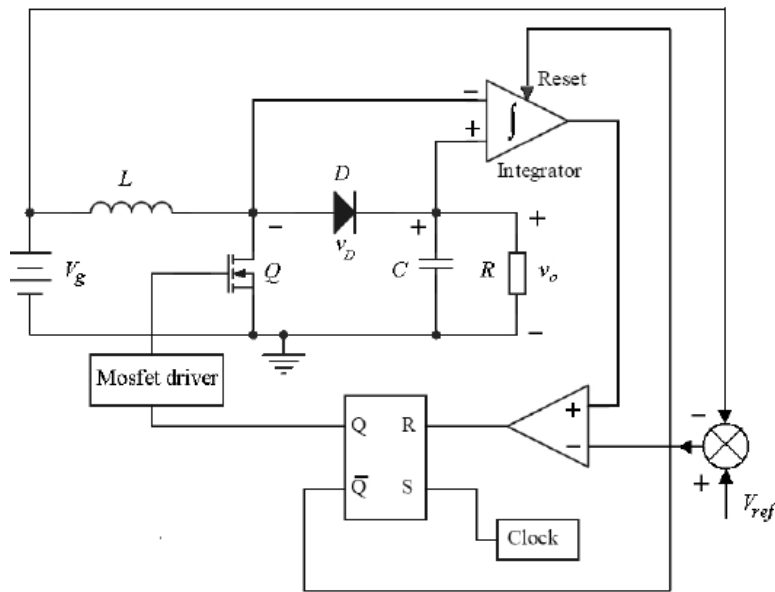 Reset
−
∫
+
Integrator
L
D
−
+
+
v_D
V_g
Q
C
R
v_o
−
Mosfet driver
Q
R
+
−
−
Q̅
S
+
V_ref
Clock